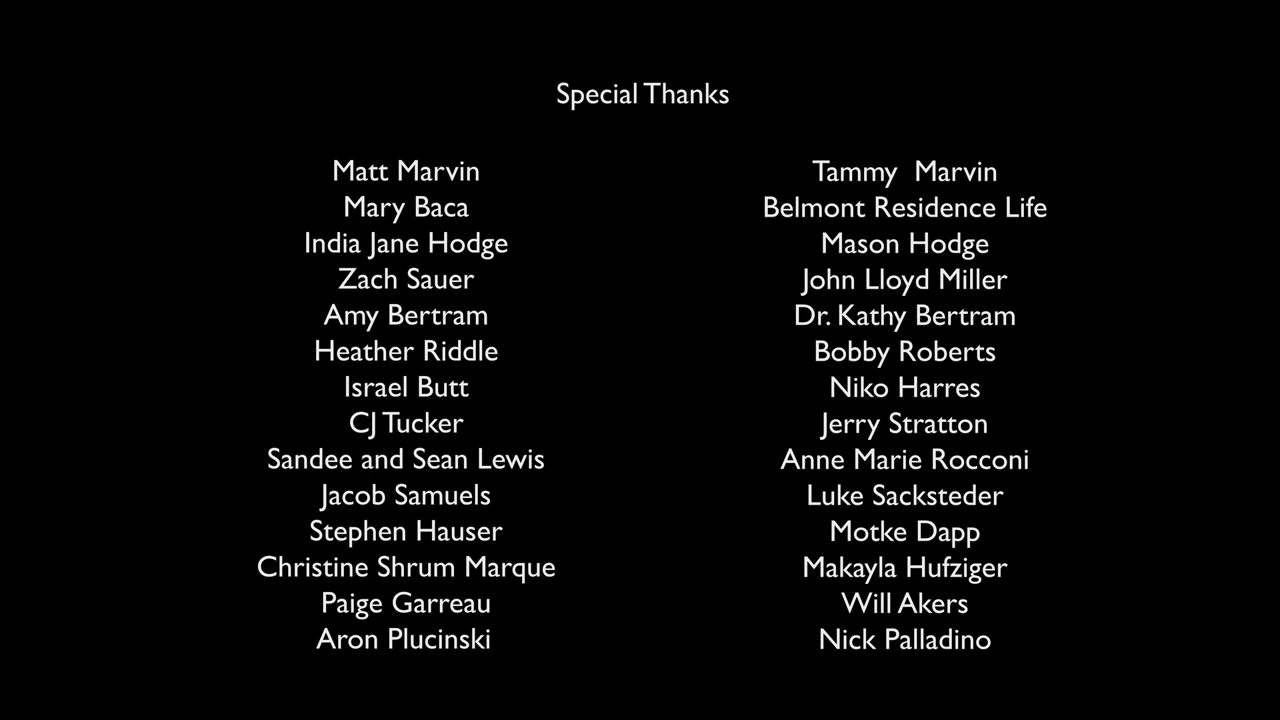 Special Thanks
Matt Marvin
Mary Baca
India Jane Hodge
Zach Sauer
Amy Bertram
Heather Riddle
Israel Butt
CJ Tucker
Sandee and Sean Lewis
Jacob Samuels
Stephen Hauser
Christine Shrum Marque
Paige Garreau
Aron Plucinski
Tammy  Marvin
Belmont Residence Life
Mason Hodge
John Lloyd Miller
Dr. Kathy Bertram
Bobby Roberts
Niko Harres
Jerry Stratton
Anne Marie Rocconi
Luke Sacksteder
Motke Dapp
Makayla Hufziger
Will Akers
Nick Palladino